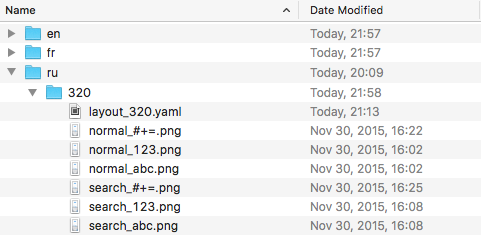 Name Date Modified
en Today, 21:57
fr Today, 21:57
ru Today, 20:09
320 Today, 21:58
layout_320.yaml Today, 21:13
normal_#+=.png Nov 30, 2015, 16:22
normal_123.png Nov 30, 2015, 16:02
normal_abc.png Nov 30, 2015, 16:02
search_#+=.png Nov 30, 2015, 16:25
search_123.png Nov 30, 2015, 16:08
search_abc.png Nov 30, 2015, 16:08